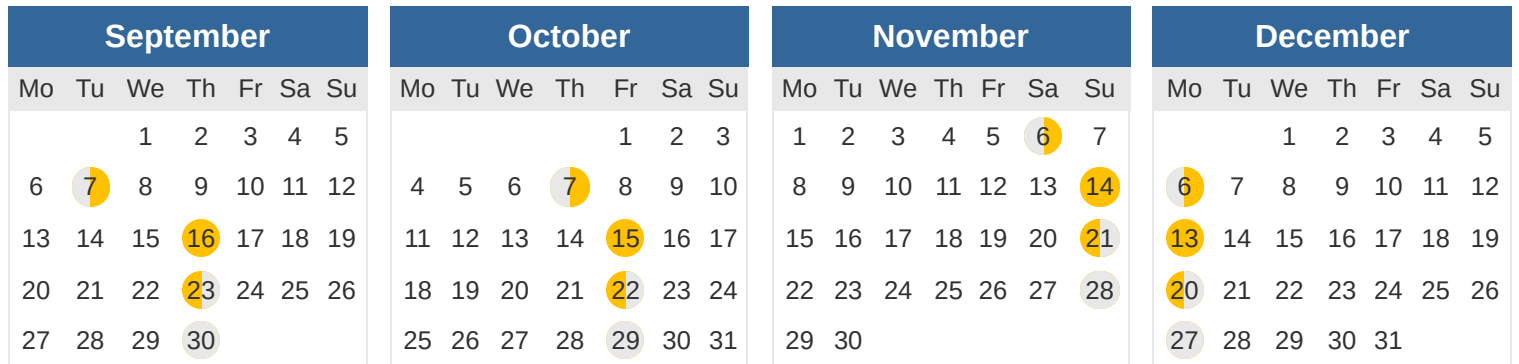 September
Mo Tu We Th Fr Sa Su
1 2 3 4 5
6 7 8 9 10 11 12
13 14 15 16 17 18 19
20 21 22 23 24 25 26
27 28 29 30
October
Mo Tu We Th Fr Sa Su
1 2 3
4 5 6 7 8 9 10
11 12 13 14 15 16 17
18 19 20 21 22 23 24
25 26 27 28 29 30 31
November
Mo Tu We Th Fr Sa Su
1 2 3 4 5 6 7
8 9 10 11 12 13 14
15 16 17 18 19 20 21
22 23 24 25 26 27 28
29 30
December
Mo Tu We Th Fr Sa Su
1 2 3 4 5
6 7 8 9 10 11 12
13 14 15 16 17 18 19
20 21 22 23 24 25 26
27 28 29 30 31